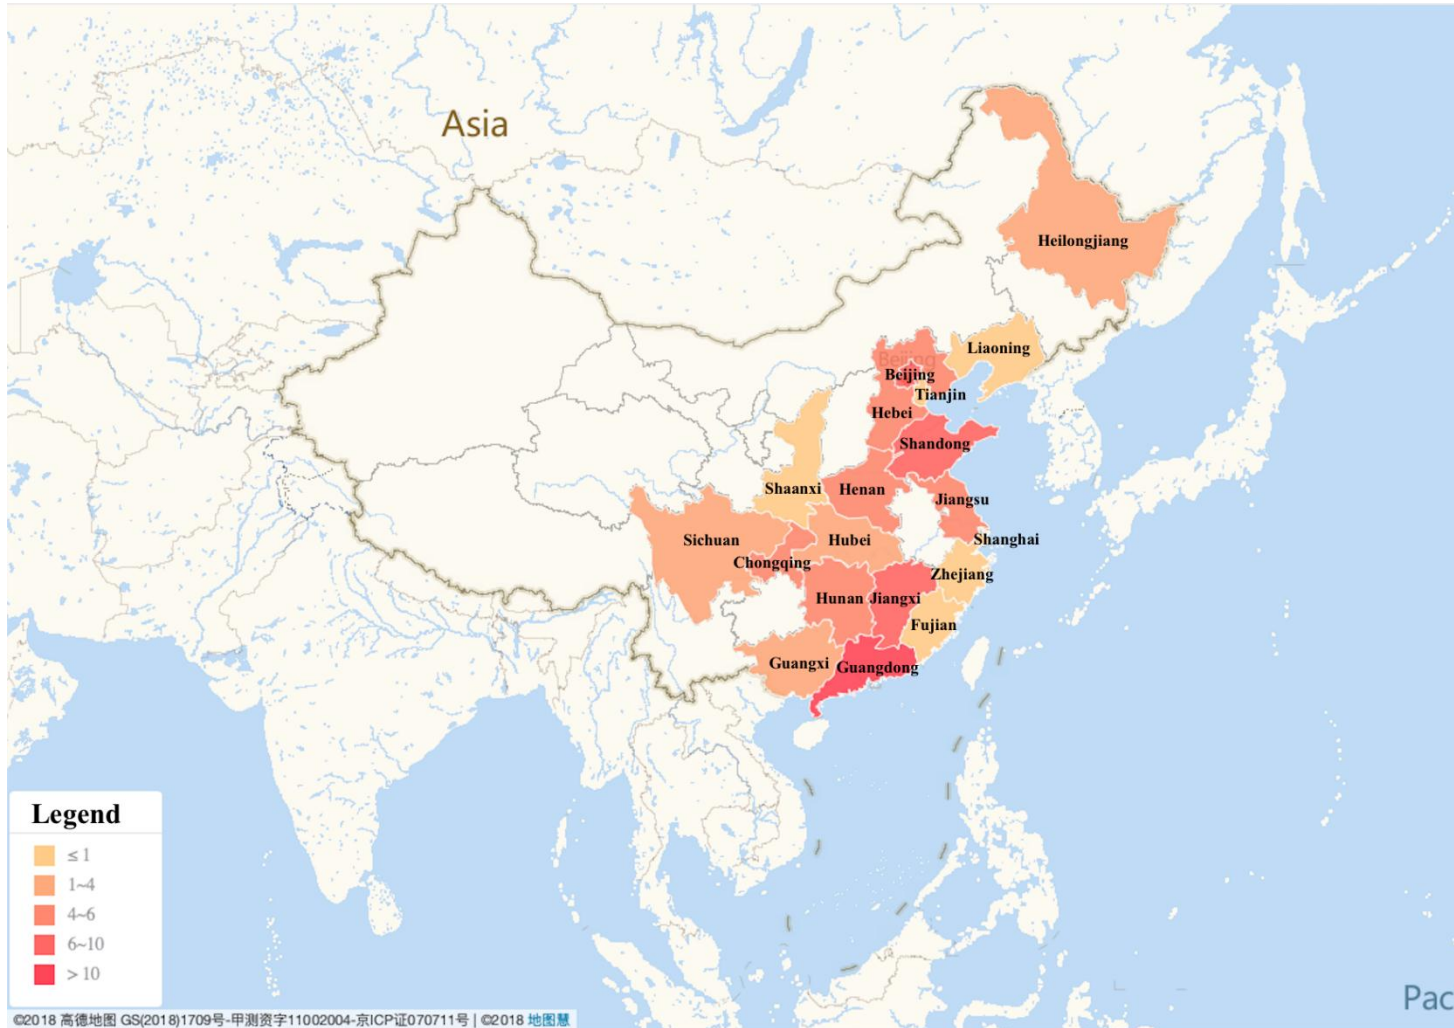 Asia
Heilongjiang
Liaoning
Beijing
Beijing
Tianjin
Hebei
Shandong
Shaanxi
Henan
Jiangsu
Sichuan
Hubei
Shanghai
Chongqing
Zhejiang
Hunan
Jiangxi
Fujian
Guangxi
Guangdong
Legend
≤ 1
1~4
4~6
6~10
> 10
Pac
©2018 高德地图 GS(2018)1709号-甲测资字11002004-京ICP证070711号 | ©2018 地图慧